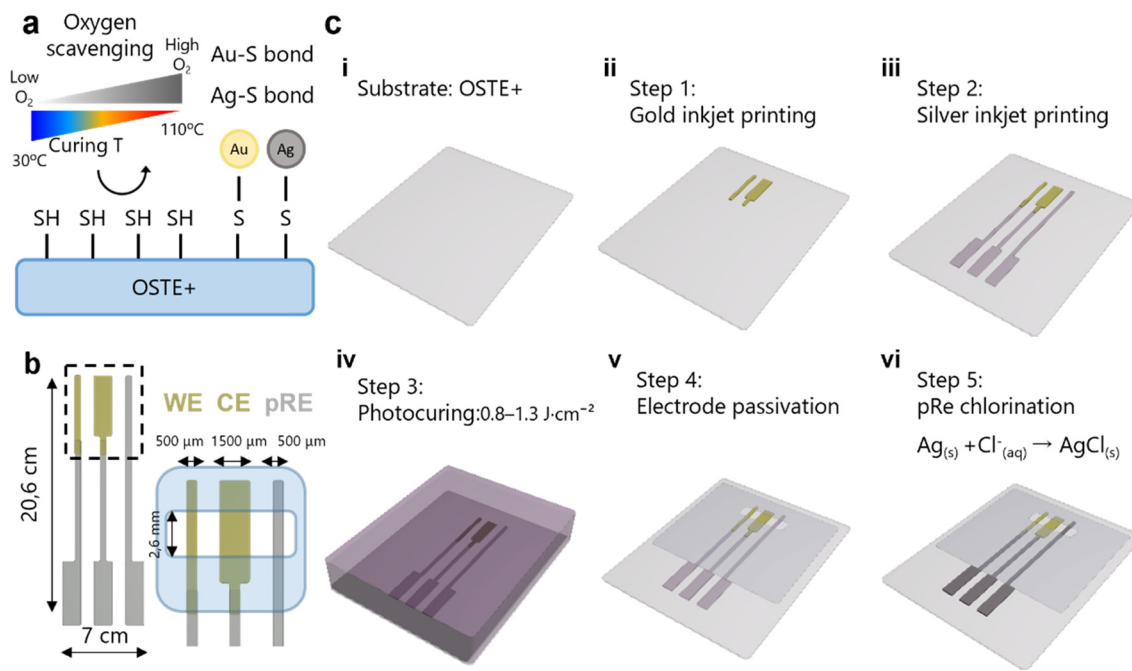 a
Oxygen
scavenging
High
O₂
Low
O₂
Curing T
30ºC
110ºC
Au-S bond
Ag-S bond
Au
Ag
SH
SH
SH
SH
S
S
OSTE+
b
20,6 cm
7 cm
WE
CE
pRE
500 µm
1500 µm
500 µm
2,6 mm
c
i
Substrate: OSTE+
ii
Step 1:
Gold inkjet printing
iii
Step 2:
Silver inkjet printing
iv
Step 3:
Photocuring:0.8–1.3 J·cm⁻²
v
Step 4:
Electrode passivation
vi
Step 5:
pRe chlorination
Ag(s) +Cl⁻(aq) → AgCl(s)